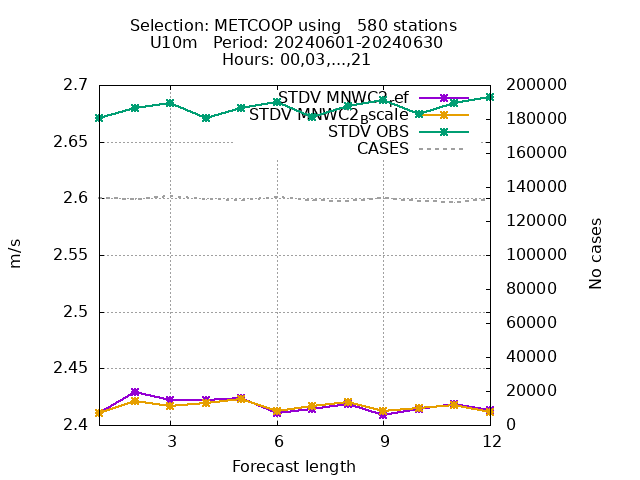 Selection: METCOOP using   580 stations
U10m   Period: 20240601-20240630
Hours: 00,03,...,21
2.7
2.65
2.6
2.55
2.5
2.45
2.4
m/s
STDV MNWC2_ef
STDV MNWC2_Bscale
STDV OBS
CASES
200000
180000
160000
140000
120000
100000
80000
60000
40000
20000
0
No cases
3 6 9 12
Forecast length